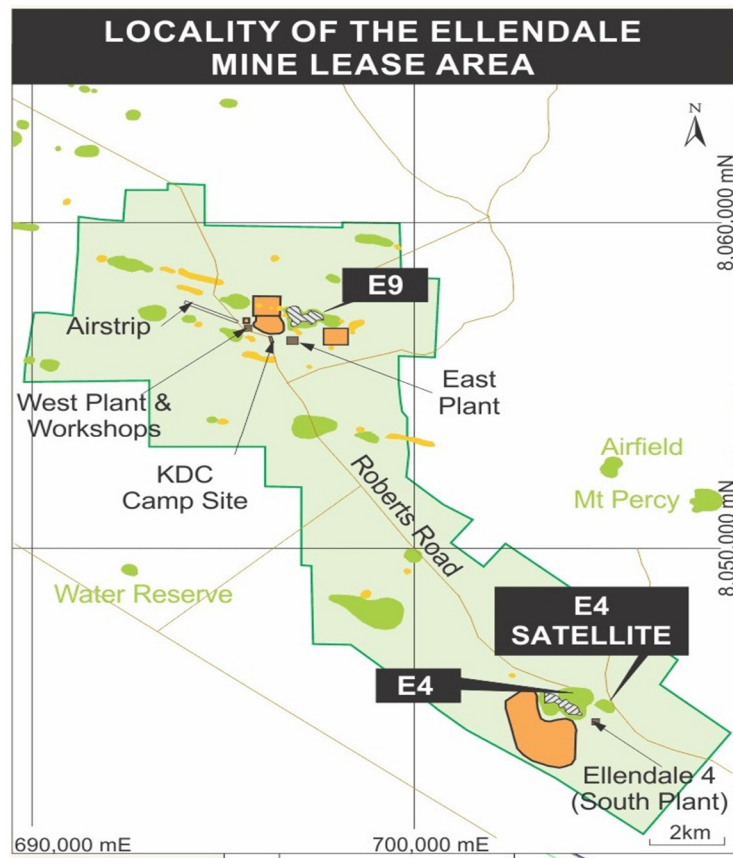 LOCALITY OF THE ELLENDALE
MINE LEASE AREA
N
8.060.000 mN
E9
Airstrip
East
Plant
West Plant &
Workshops
KDC
Camp Site
Airfield
Mt Percy
Roberts Road
8.050.000 mN
Water Reserve
E4
SATELLITE
E4
Ellendale 4
(South Plant)
2km
690,000 mE
700,000 mE